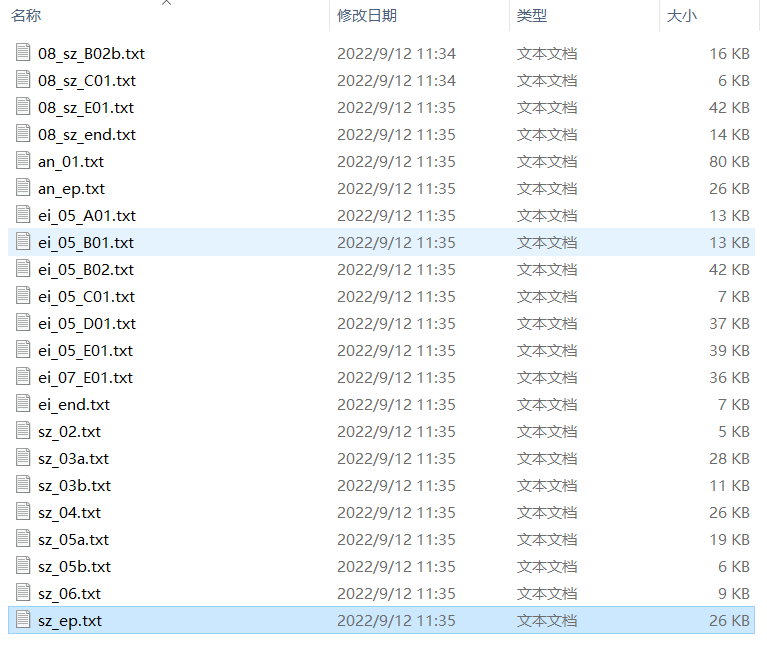 名称 修改日期 类型 大小
08_sz_B02b.txt 2022/9/12 11:34 文本文档 16 KB
08_sz_C01.txt 2022/9/12 11:34 文本文档 6 KB
08_sz_E01.txt 2022/9/12 11:35 文本文档 42 KB
08_sz_end.txt 2022/9/12 11:35 文本文档 14 KB
an_01.txt 2022/9/12 11:35 文本文档 80 KB
an_ep.txt 2022/9/12 11:35 文本文档 26 KB
ei_05_A01.txt 2022/9/12 11:35 文本文档 13 KB
ei_05_B01.txt 2022/9/12 11:35 文本文档 13 KB
ei_05_B02.txt 2022/9/12 11:35 文本文档 42 KB
ei_05_C01.txt 2022/9/12 11:35 文本文档 7 KB
ei_05_D01.txt 2022/9/12 11:35 文本文档 37 KB
ei_05_E01.txt 2022/9/12 11:35 文本文档 39 KB
ei_07_E01.txt 2022/9/12 11:35 文本文档 36 KB
ei_end.txt 2022/9/12 11:35 文本文档 7 KB
sz_02.txt 2022/9/12 11:35 文本文档 5 KB
sz_03a.txt 2022/9/12 11:35 文本文档 28 KB
sz_03b.txt 2022/9/12 11:35 文本文档 11 KB
sz_04.txt 2022/9/12 11:35 文本文档 26 KB
sz_05a.txt 2022/9/12 11:35 文本文档 19 KB
sz_05b.txt 2022/9/12 11:35 文本文档 6 KB
sz_06.txt 2022/9/12 11:35 文本文档 9 KB
sz_ep.txt 2022/9/12 11:35 文本文档 26 KB